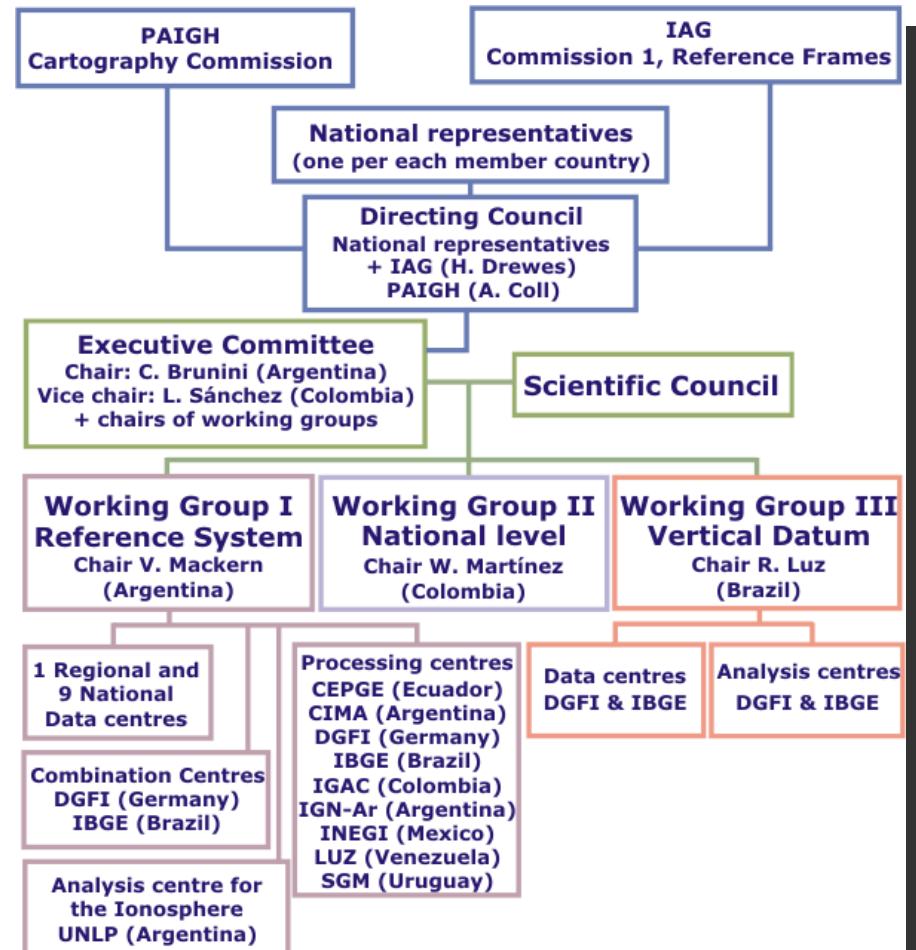 PAIGH
Cartography Commission
IAG
Commission 1, Reference Frames
National representatives
(one per each member country)
Directing Council
National representatives
+ IAG (H. Drewes)
PAIGH (A. Coll)
Executive Committee
Chair: C. Brunini (Argentina)
Vice chair: L. Sánchez (Colombia)
+ chairs of working groups
Scientific Council
Working Group I
Reference System
Chair V. Mackern
(Argentina)
Working Group II
National level
Chair W. Martínez
(Colombia)
Working Group III
Vertical Datum
Chair R. Luz
(Brazil)
1 Regional and
9 National
Data centres
Combination Centres
DGFI (Germany)
IBGE (Brazil)
Analysis centre for
the Ionosphere
UNLP (Argentina)
Processing centres
CEPGE (Ecuador)
CIMA (Argentina)
DGFI (Germany)
IBGE (Brazil)
IGAC (Colombia)
IGN-Ar (Argentina)
INEGI (Mexico)
LUZ (Venezuela)
SGM (Uruguay)
Data centres
DGFI & IBGE
Analysis centres
DGFI & IBGE